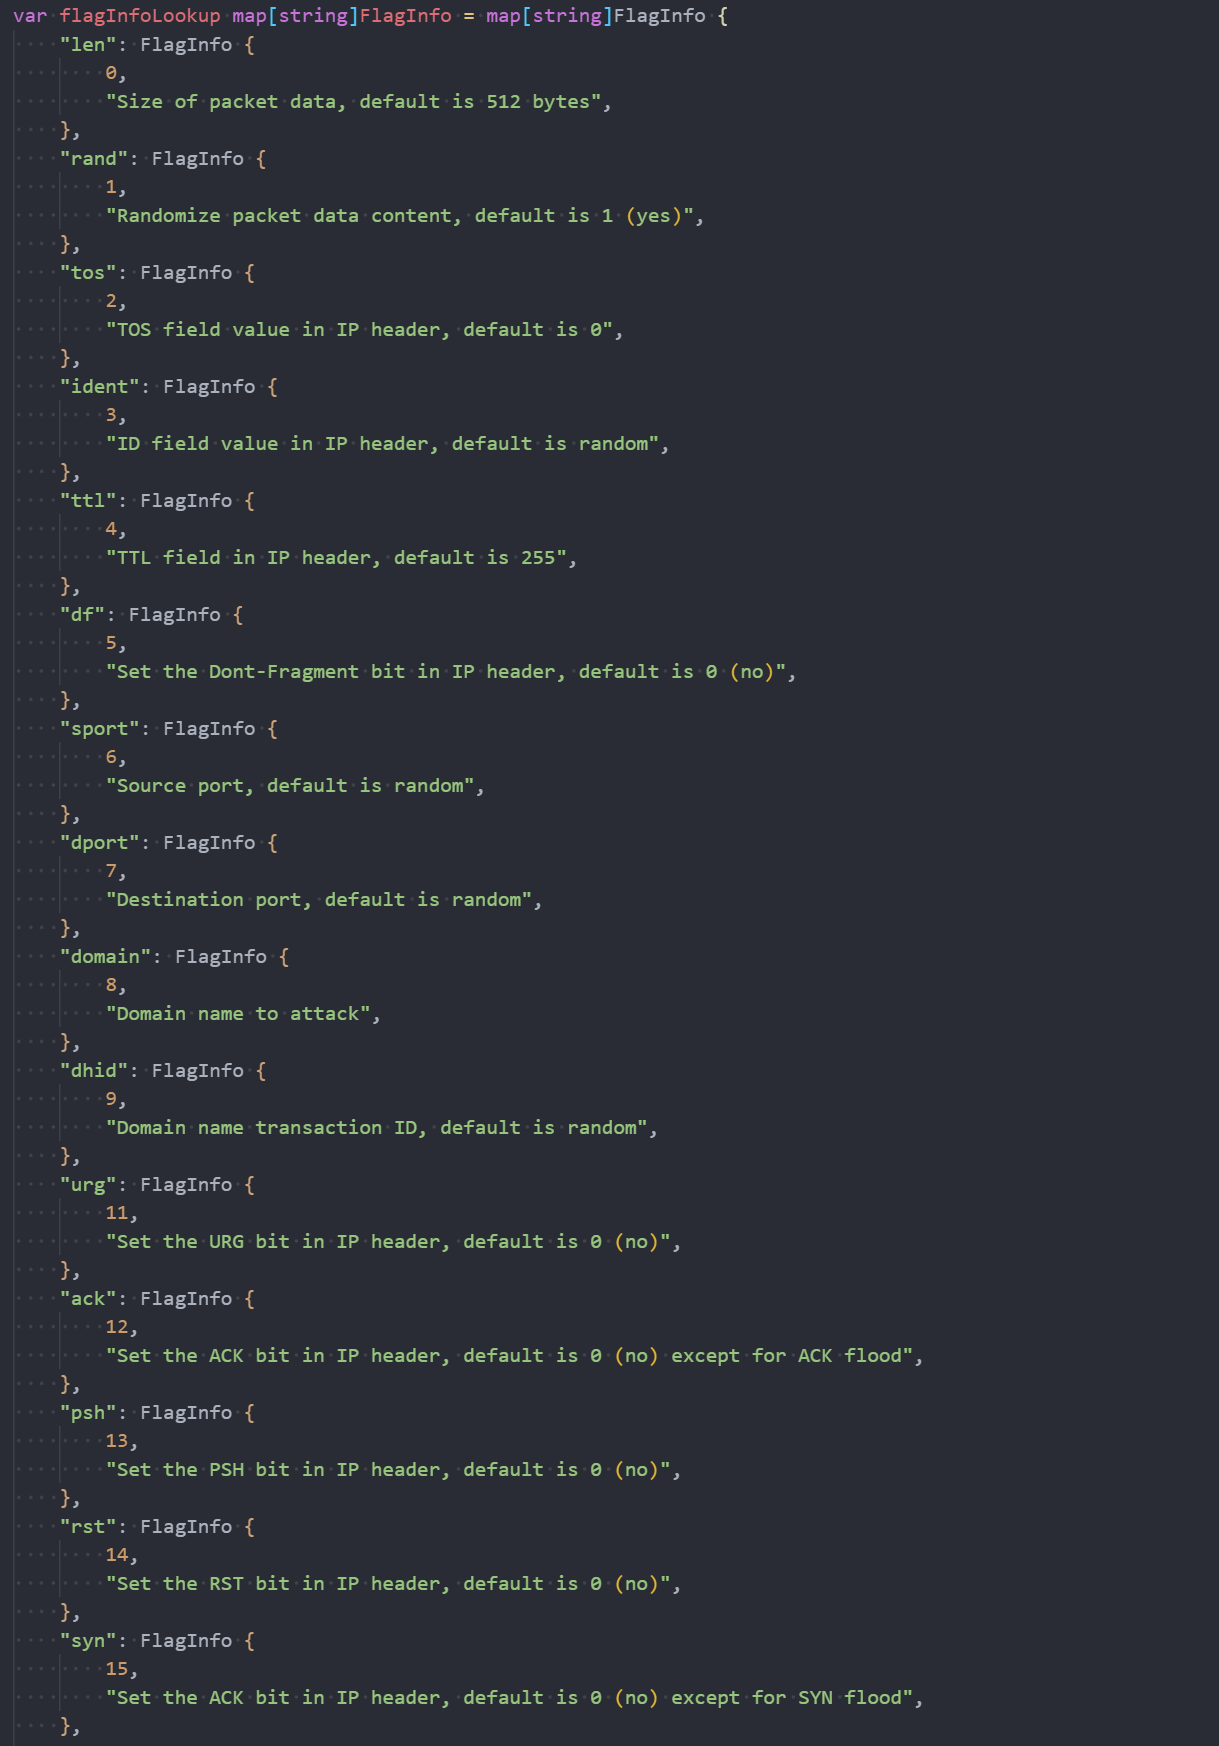 var flagInfoLookup map[string]FlagInfo = map[string]FlagInfo {
    "len": FlagInfo {
        0,
        "Size of packet data, default is 512 bytes",
    },
    "rand": FlagInfo {
        1,
        "Randomize packet data content, default is 1 (yes)",
    },
    "tos": FlagInfo {
        2,
        "TOS field value in IP header, default is 0",
    },
    "ident": FlagInfo {
        3,
        "ID field value in IP header, default is random",
    },
    "ttl": FlagInfo {
        4,
        "TTL field in IP header, default is 255",
    },
    "df": FlagInfo {
        5,
        "Set the Dont-Fragment bit in IP header, default is 0 (no)",
    },
    "sport": FlagInfo {
        6,
        "Source port, default is random",
    },
    "dport": FlagInfo {
        7,
        "Destination port, default is random",
    },
    "domain": FlagInfo {
        8,
        "Domain name to attack",
    },
    "dhid": FlagInfo {
        9,
        "Domain name transaction ID, default is random",
    },
    "urg": FlagInfo {
        11,
        "Set the URG bit in IP header, default is 0 (no)",
    },
    "ack": FlagInfo {
        12,
        "Set the ACK bit in IP header, default is 0 (no) except for ACK flood",
    },
    "psh": FlagInfo {
        13,
        "Set the PSH bit in IP header, default is 0 (no)",
    },
    "rst": FlagInfo {
        14,
        "Set the RST bit in IP header, default is 0 (no)",
    },
    "syn": FlagInfo {
        15,
        "Set the ACK bit in IP header, default is 0 (no) except for SYN flood",
    },